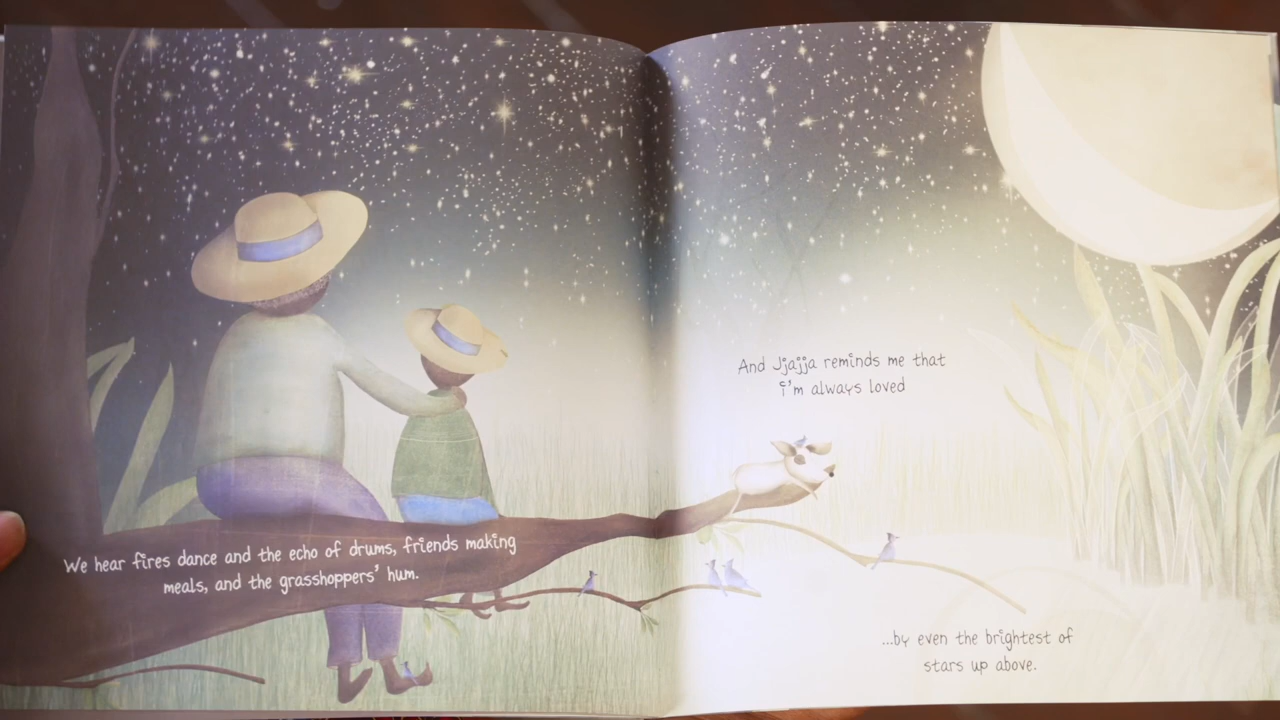 We hear fires dance and the echo of drums, friends making
meals, and the grasshoppers' hum.
And Jjajja reminds me that
i'm always loved
...by even the brightest of
stars up above.